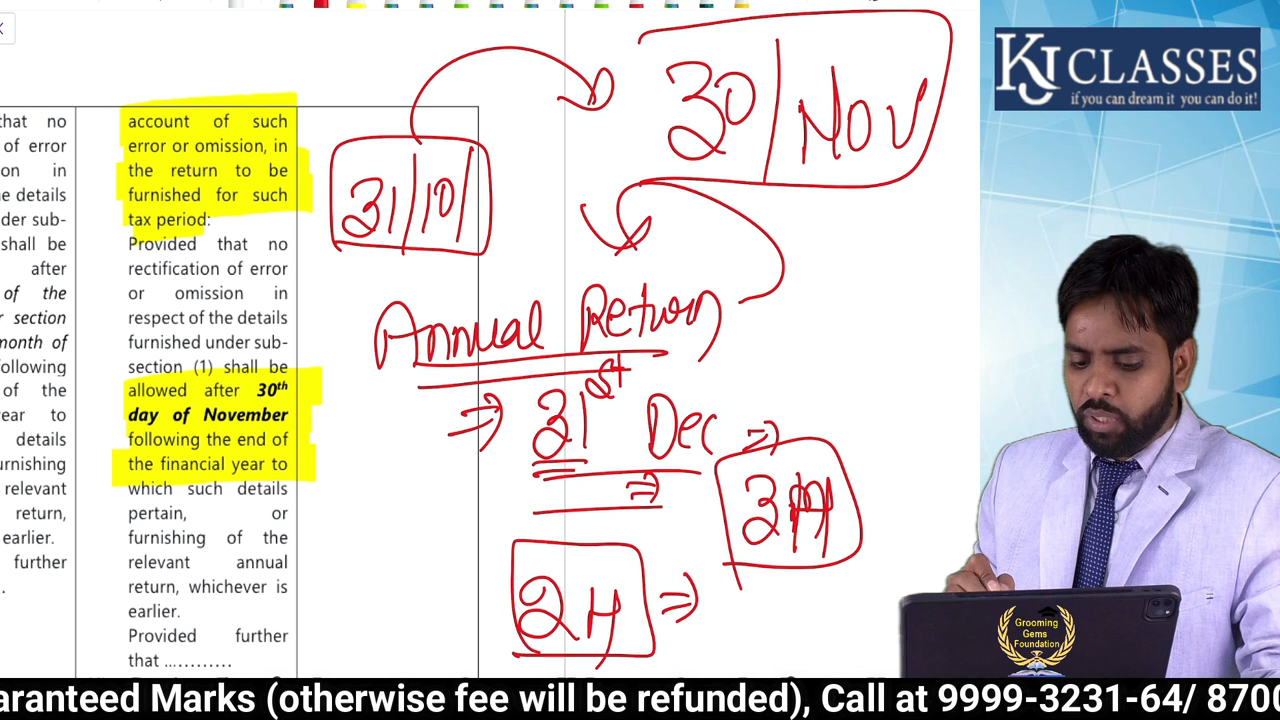 that no
of error
on in
e details
der sub-
shall be
after
of the
r section
month of
ollowing
of the
ear to
details
urnishing
relevant
return,
earlier.
further
.
account of such
error or omission, in
the return to be
furnished for such
tax period:
Provided that no
rectification of error
or omission in
respect of the details
furnished under sub-
section (1) shall be
allowed after 30th
day of November
following the end of
the financial year to
which such details
pertain, or
furnishing of the
relevant annual
return, whichever is
earlier.
Provided further
that ...………
31/10/
30/Nov
Annual Return
⇒ 31st Dec ⇒
⇒
⇒
KJ CLASSES
if you can dream it you can do it!
Grooming
Gems
Foundation
aranteed Marks (otherwise fee will be refunded), Call at 9999-3231-64/ 8700